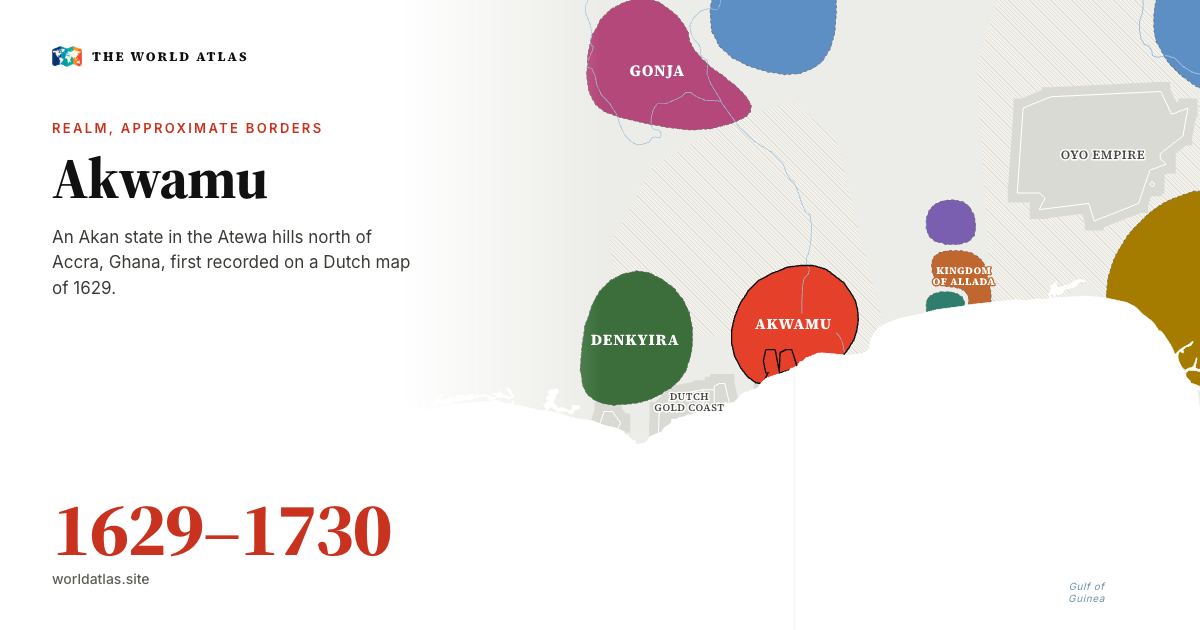 THE WORLD ATLAS
REALM, APPROXIMATE BORDERS
Akwamu
An Akan state in the Atewa hills north of
Accra, Ghana, first recorded on a Dutch map
of 1629.
1629–1730
worldatlas.site
GONJA
OYO EMPIRE
KINGDOM
OF ALLADA
AKWAMU
DENKYIRA
DUTCH
GOLD COAST
Gulf of
Guinea